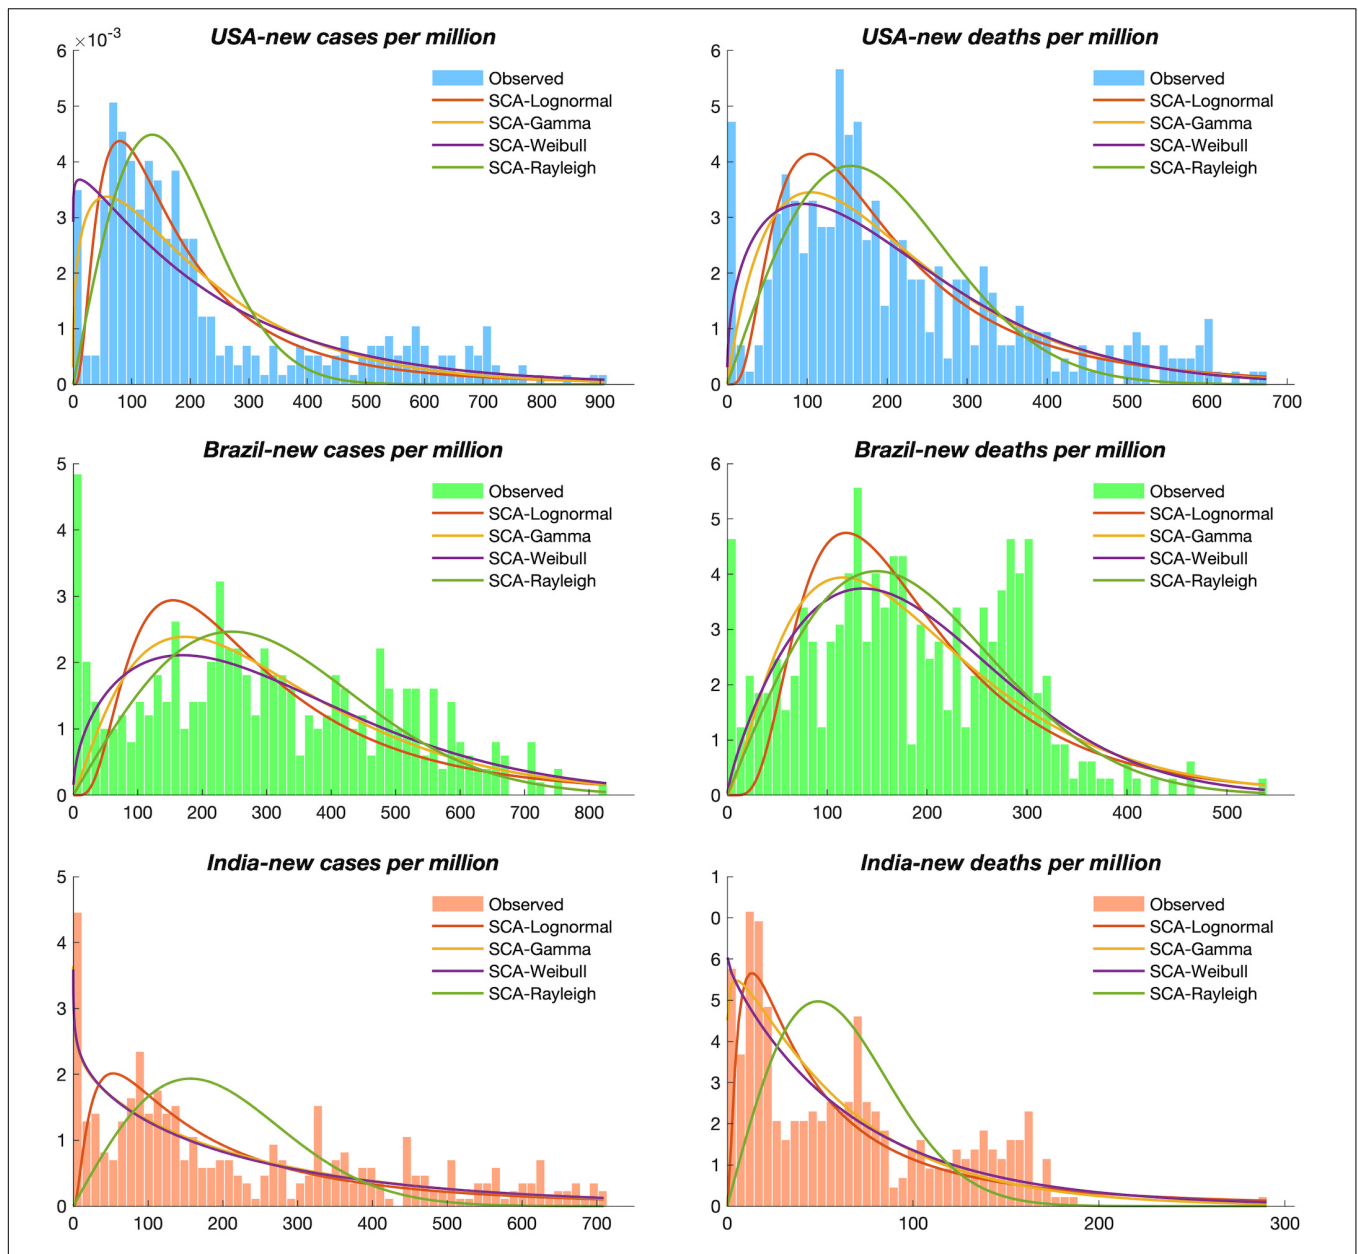 USA-new cases per million
×10⁻³
6
5
4
3
2
1
0
0 100 200 300 400 500 600 700 800 900
Observed
SCA-Lognormal
SCA-Gamma
SCA-Weibull
SCA-Rayleigh
USA-new deaths per million
6
5
4
3
2
1
0
0 100 200 300 400 500 600 700
Observed
SCA-Lognormal
SCA-Gamma
SCA-Weibull
SCA-Rayleigh
Brazil-new cases per million
5
4
3
2
1
0
0 100 200 300 400 500 600 700 800
Observed
SCA-Lognormal
SCA-Gamma
SCA-Weibull
SCA-Rayleigh
Brazil-new deaths per million
6
5
4
3
2
1
0
0 100 200 300 400 500
Observed
SCA-Lognormal
SCA-Gamma
SCA-Weibull
SCA-Rayleigh
India-new cases per million
5
4
3
2
1
0
0 100 200 300 400 500 600 700
Observed
SCA-Lognormal
SCA-Gamma
SCA-Weibull
SCA-Rayleigh
India-new deaths per million
1
0
6
5
4
3
2
1
0
0 100 200 300
Observed
SCA-Lognormal
SCA-Gamma
SCA-Weibull
SCA-Rayleigh